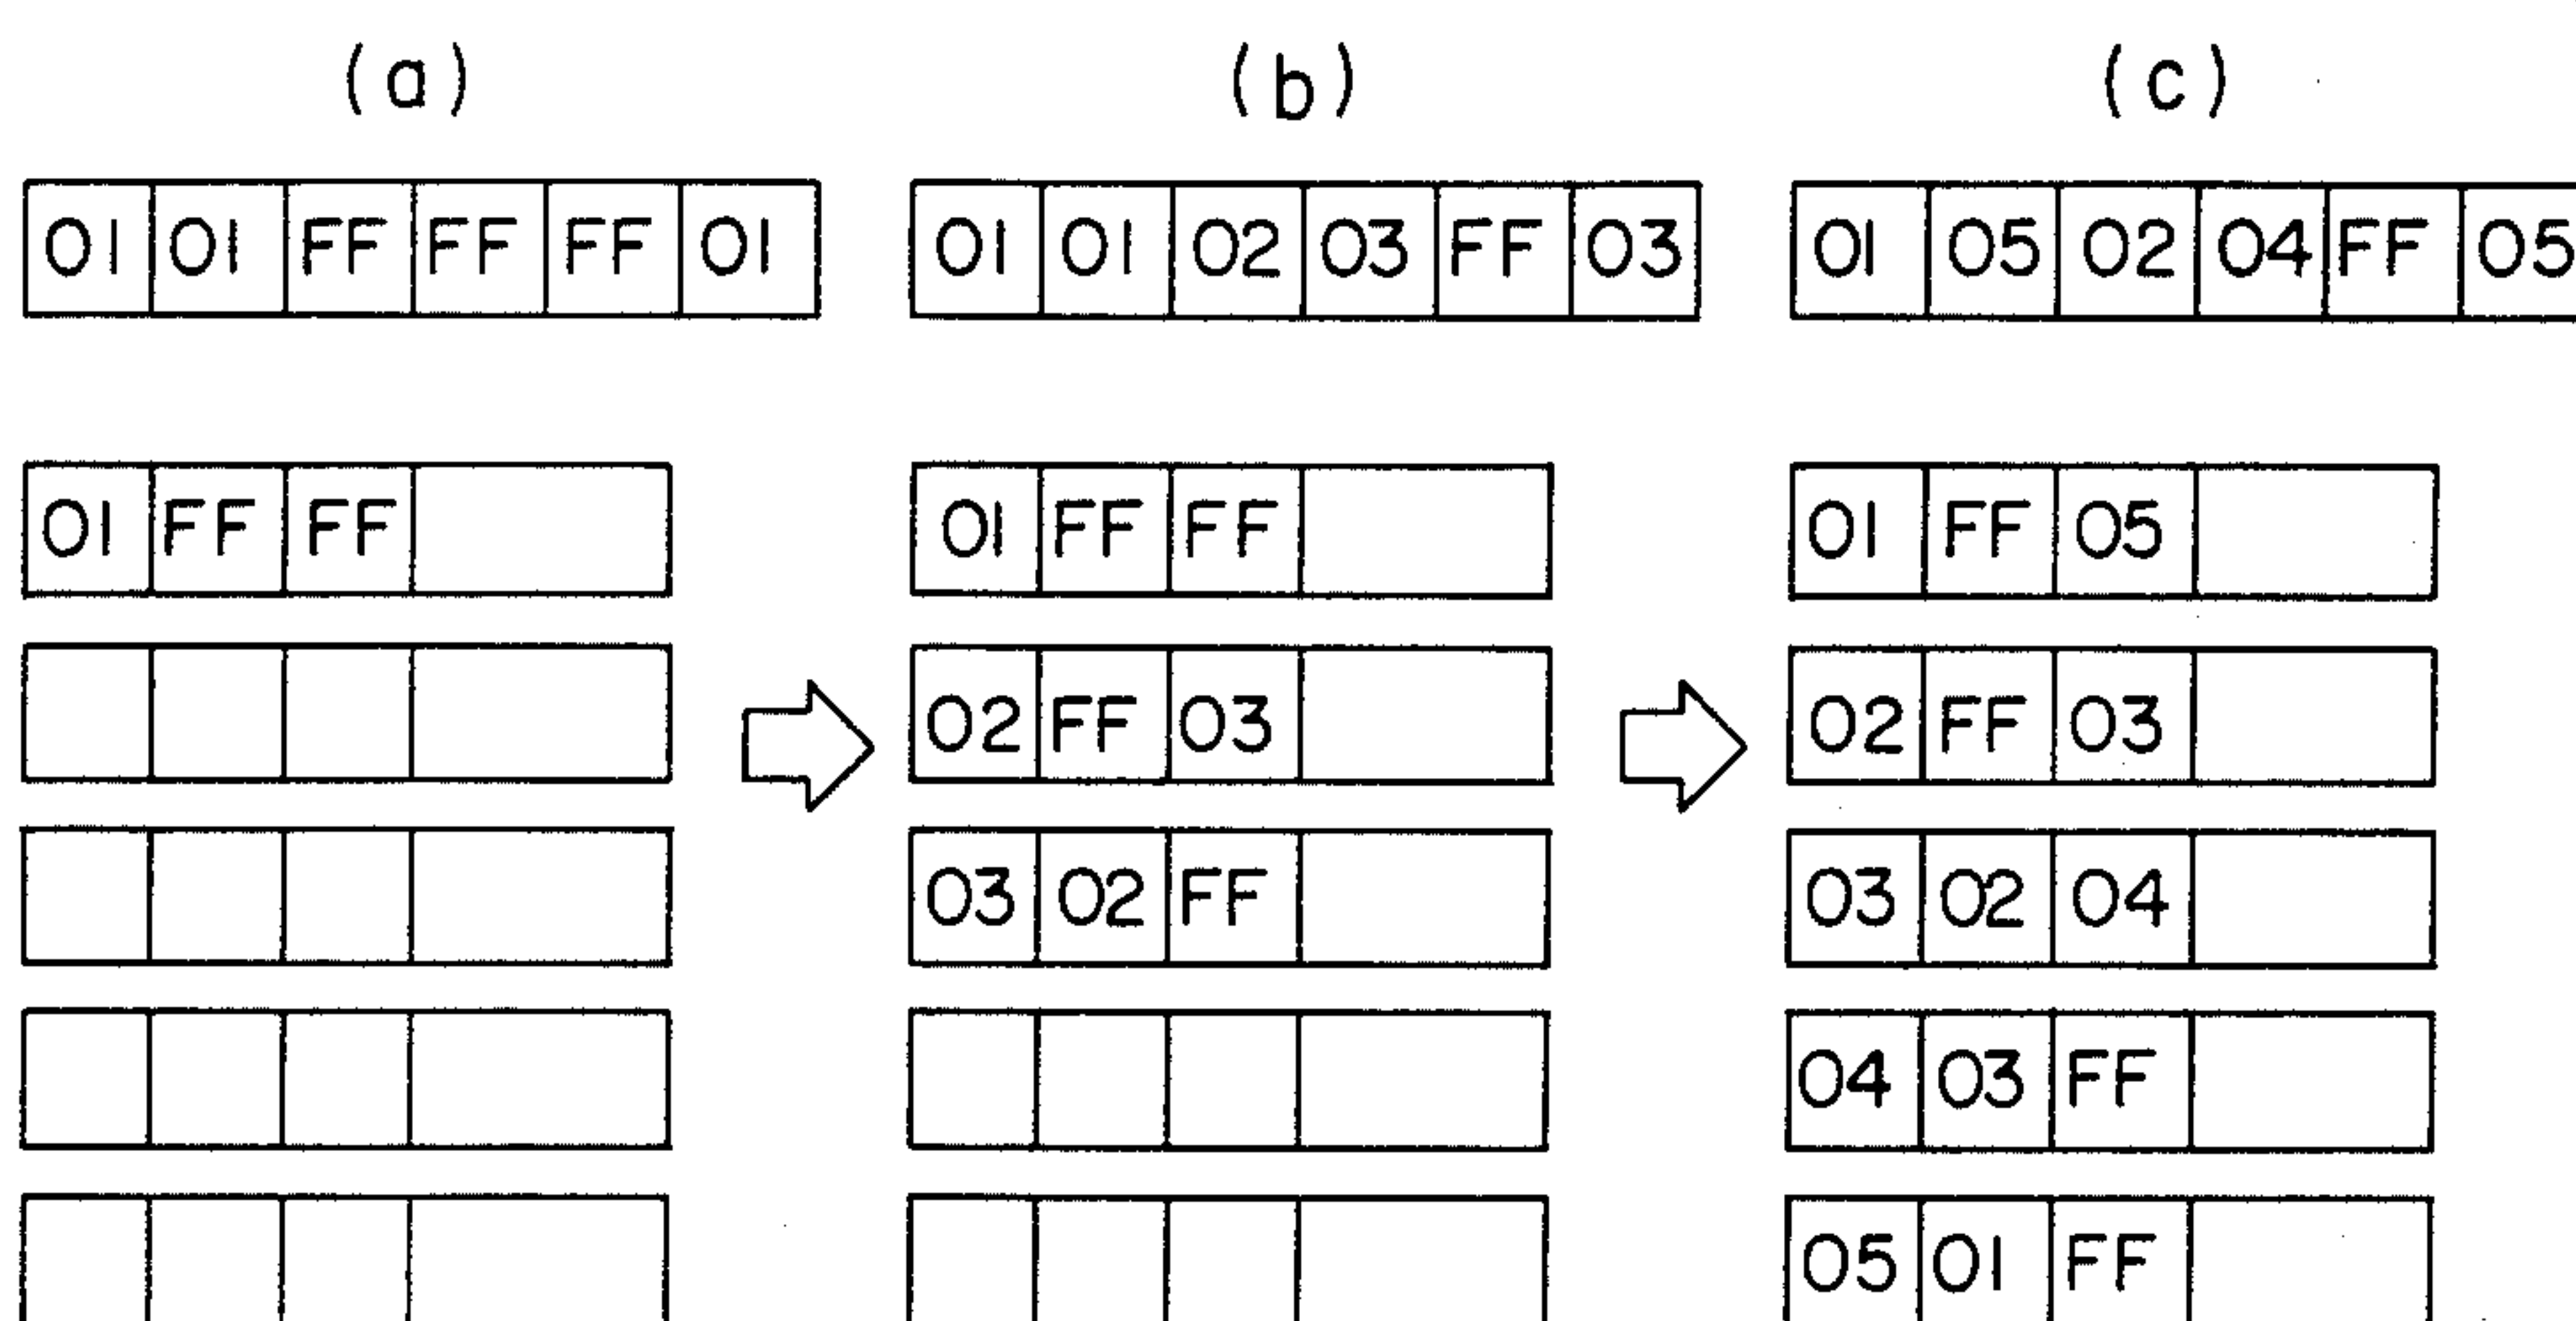 (a) (b) (c)
01 01 FF FF FF 01 01 01 02 03 FF 03 01 05 02 04 FF 05
01 FF FF 01 FF FF 01 FF 05
02 FF 03 02 FF 03
03 02 FF 03 02 04
04 03 FF
05 01 FF